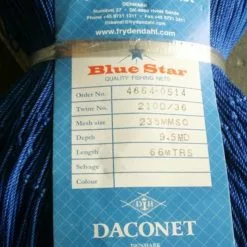 DENMARK
www.frydendahl.com
Blue Star
QUALITY FISHING NETS
Order No. 4664-0514
Twine No. 210D/36
Mesh size 235MMSQ
Depth 9.5MD
Length 66MTRS
Selvage
Colour
DACONET
DENMARK